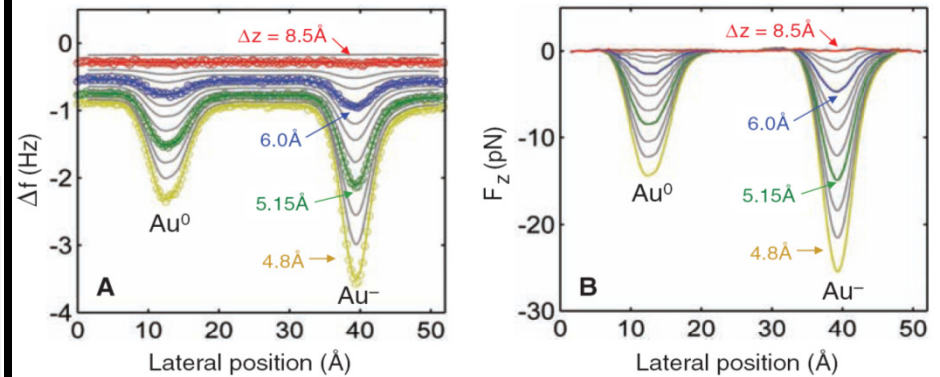 0
-1
-2
-3
-4
Δf (Hz)
Δz = 8.5Å
6.0Å
5.15Å
4.8Å
Au⁰
Au⁻
A
0 10 20 30 40 50
Lateral position (Å)
0
-10
-20
-30
F_z (pN)
Δz = 8.5Å
6.0Å
5.15Å
4.8Å
Au⁰
Au⁻
B
0 10 20 30 40 50
Lateral position (Å)